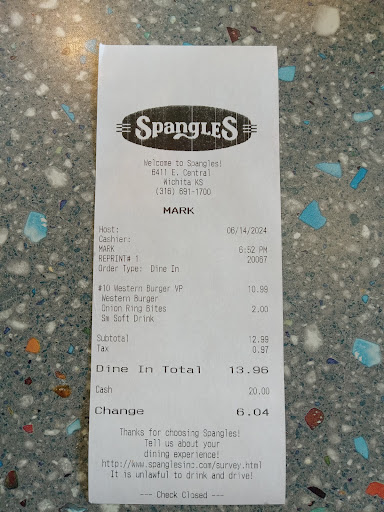 SPANGLES
Welcome to Spangles!
6411 E. Central
Wichita KS
(316) 691-1700
MARK
Host: 06/14/2024
Cashier:
MARK 6:52 PM
REPRINT# 1 20067
Order Type: Dine In
#10 Western Burger VP 10.99
Western Burger
Onion Ring Bites 2.00
Sm Soft Drink
Subtotal 12.99
Tax 0.97
Dine In Total 13.96
Cash 20.00
Change 6.04
Thanks for choosing Spangles!
Tell us about your
dining experience!
http://www.spanglesinc.com/survey.html
It is unlawful to drink and drive!
--- Check Closed ---